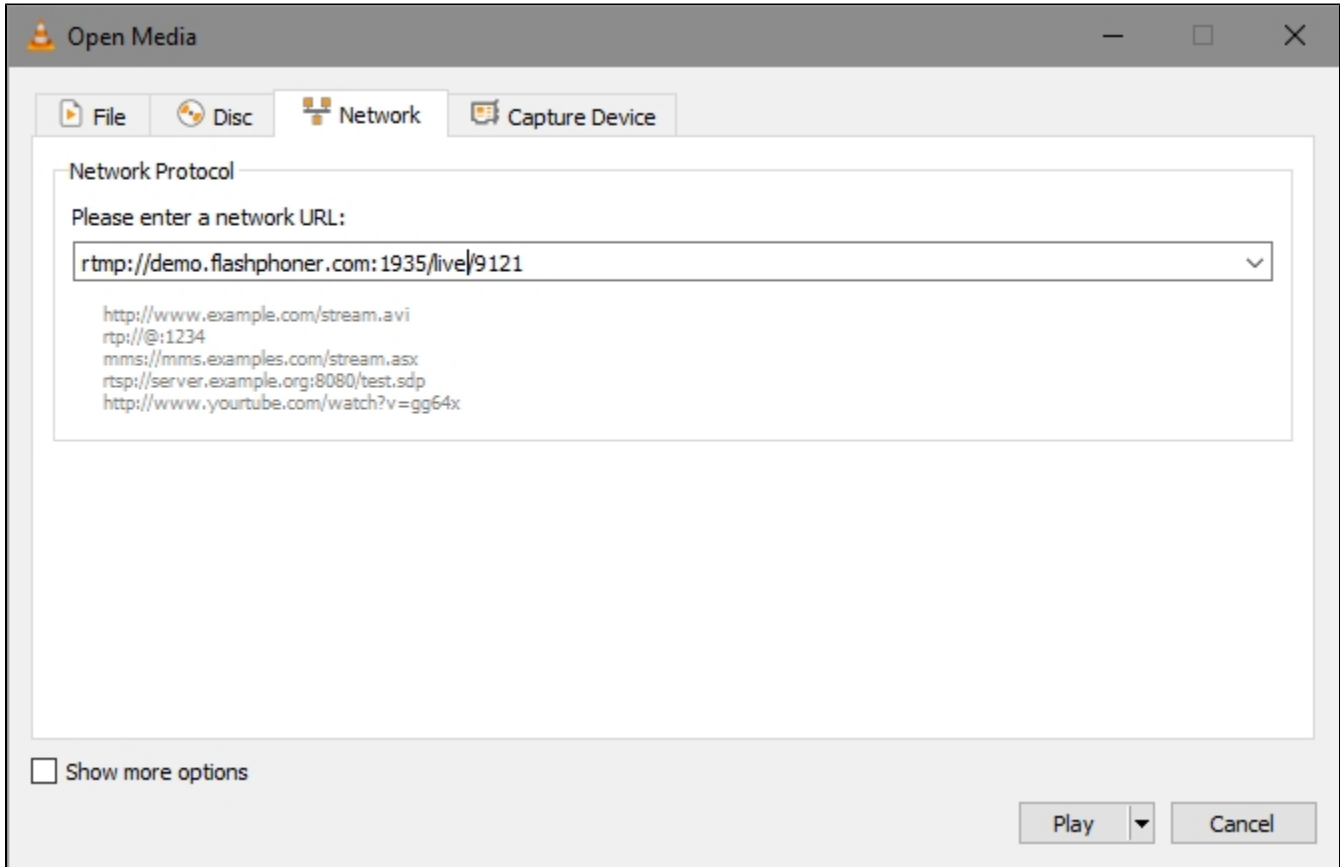 Open Media
File Disc Network Capture Device
Network Protocol
Please enter a network URL:
rtmp://demo.flashphoner.com:1935/live/9121
http://www.example.com/stream.avi
rtp://@:1234
mms://mms.examples.com/stream.asx
rtsp://server.example.org:8080/test.sdp
http://www.yourtube.com/watch?v=gg64x
Show more options
Play Cancel